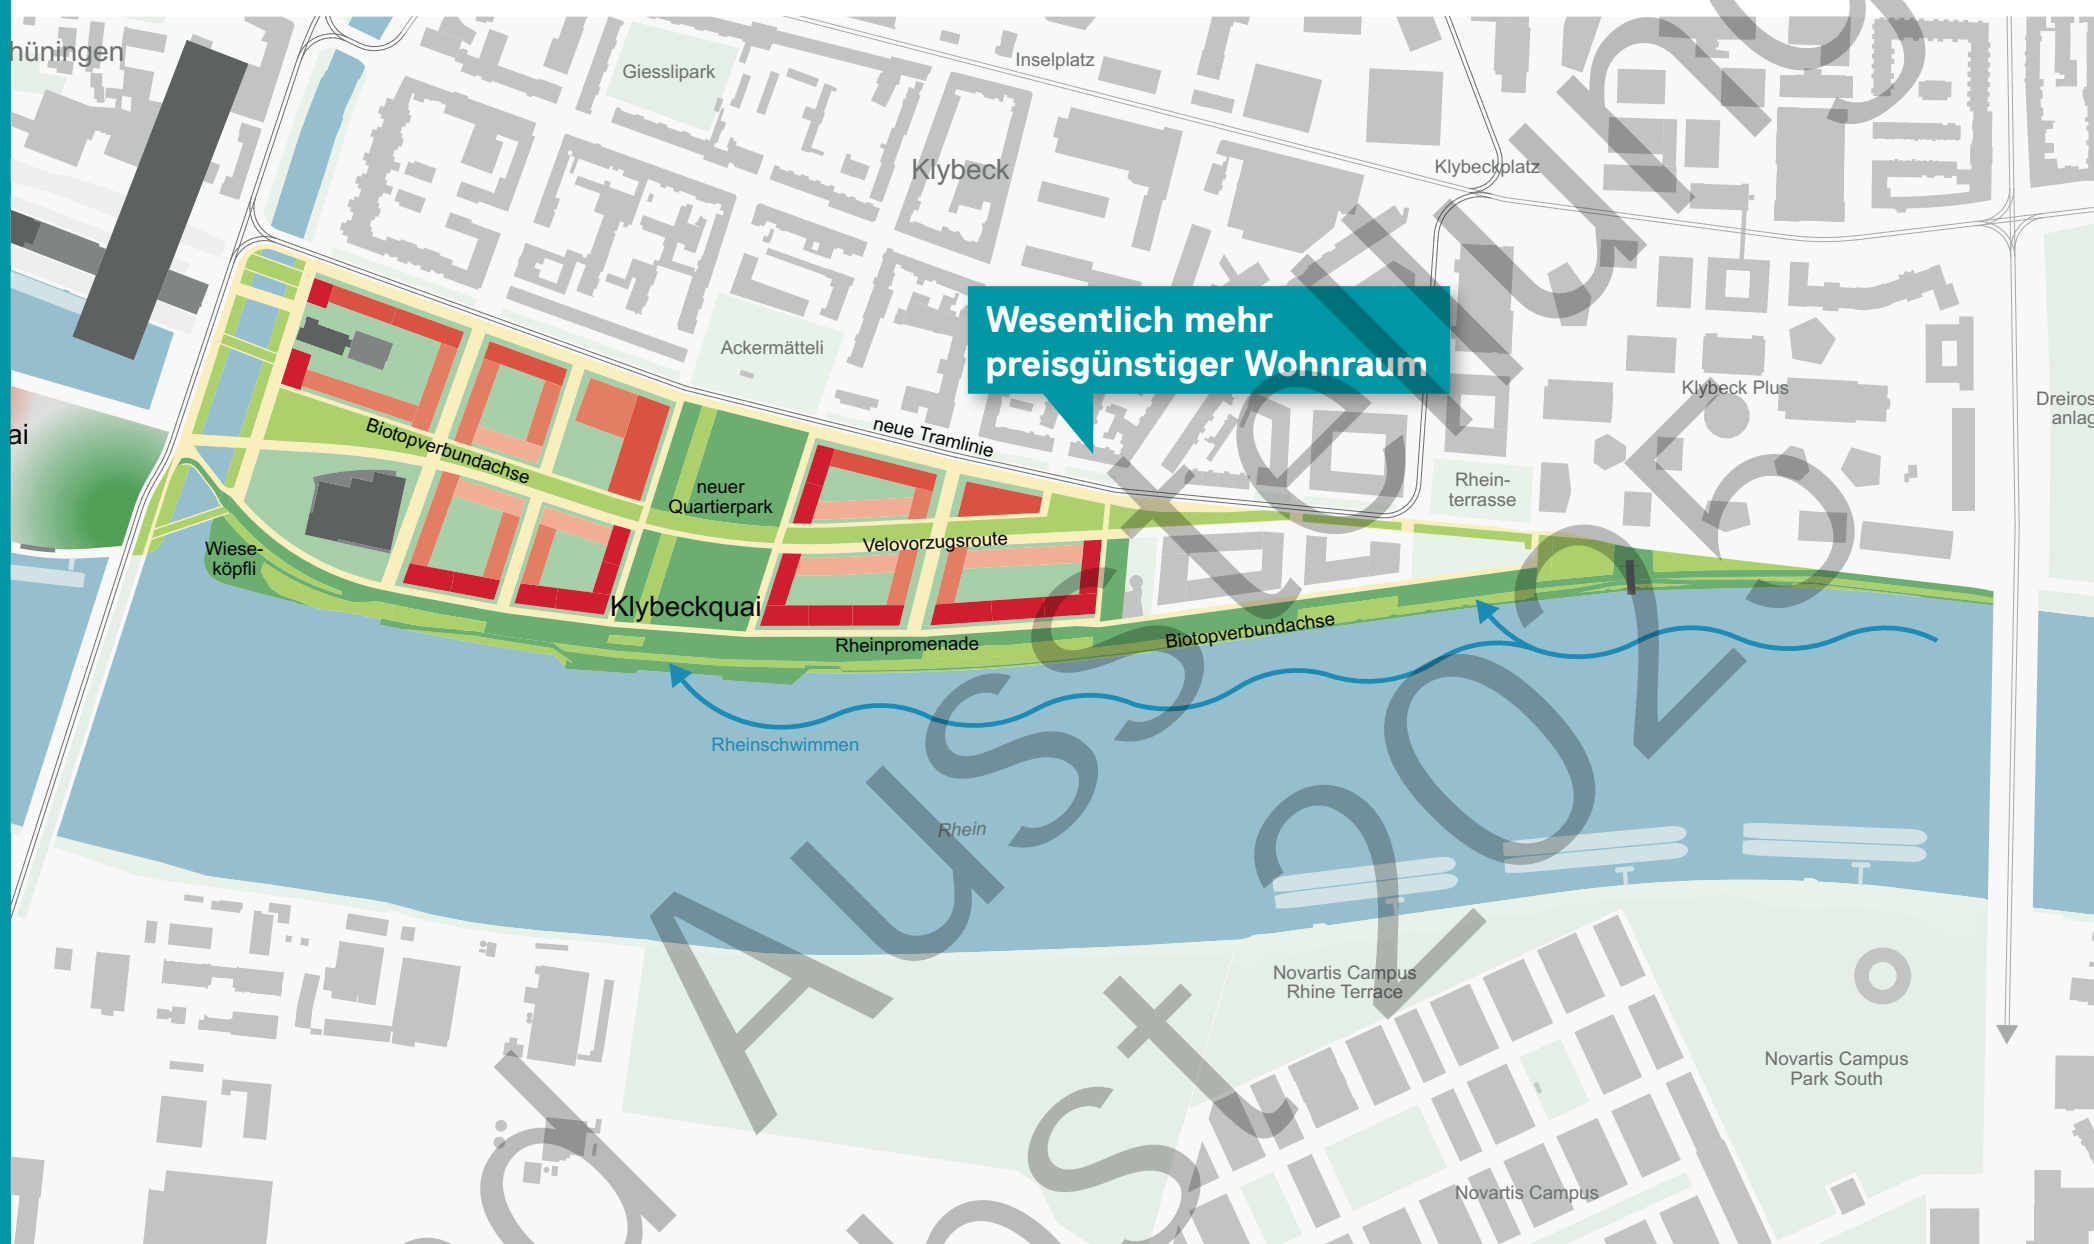 hüningen
Giesslipark
Inselplatz
Klybeck
Klybeckplatz
Wesentlich mehr
preisgünstiger Wohnraum
Ackermätteli
Klybeck Plus
Dreiros
anlag
ai
neue Tramlinie
Biotopverbundachse
neuer
Quartierpark
Rhein-
terrasse
Velovorzugsroute
Wiese-
köpfli
Klybeckquai
Rheinpromenade
Biotopverbundachse
Rheinschwimmen
Rhein
Novartis Campus
Rhine Terrace
Novartis Campus
Park South
Novartis Campus
d Ausstellung
st 2025